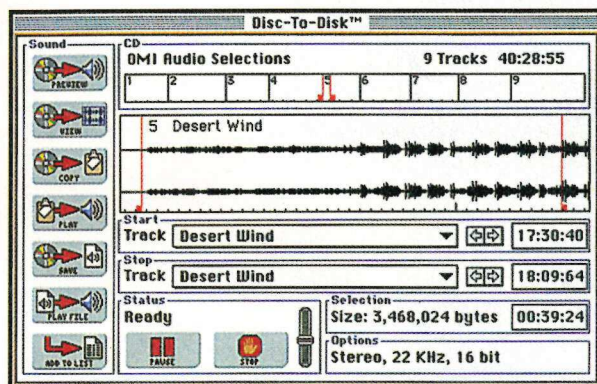 Disc-To-Disk™
Sound
PREVIEW
VIEW
COPY
PLAY
SAVE
PLAY FILE
ADD TO LIST
CD
OMI Audio Selections 9 Tracks 40:28:55
1 2 3 4 5 6 7 8 9
5 Desert Wind
Start
Track Desert Wind 17:30:40
Stop
Track Desert Wind 18:09:64
Status
Ready
PAUSE STOP
Selection
Size: 3,468,024 bytes 00:39:24
Options
Stereo, 22 KHz, 16 bit